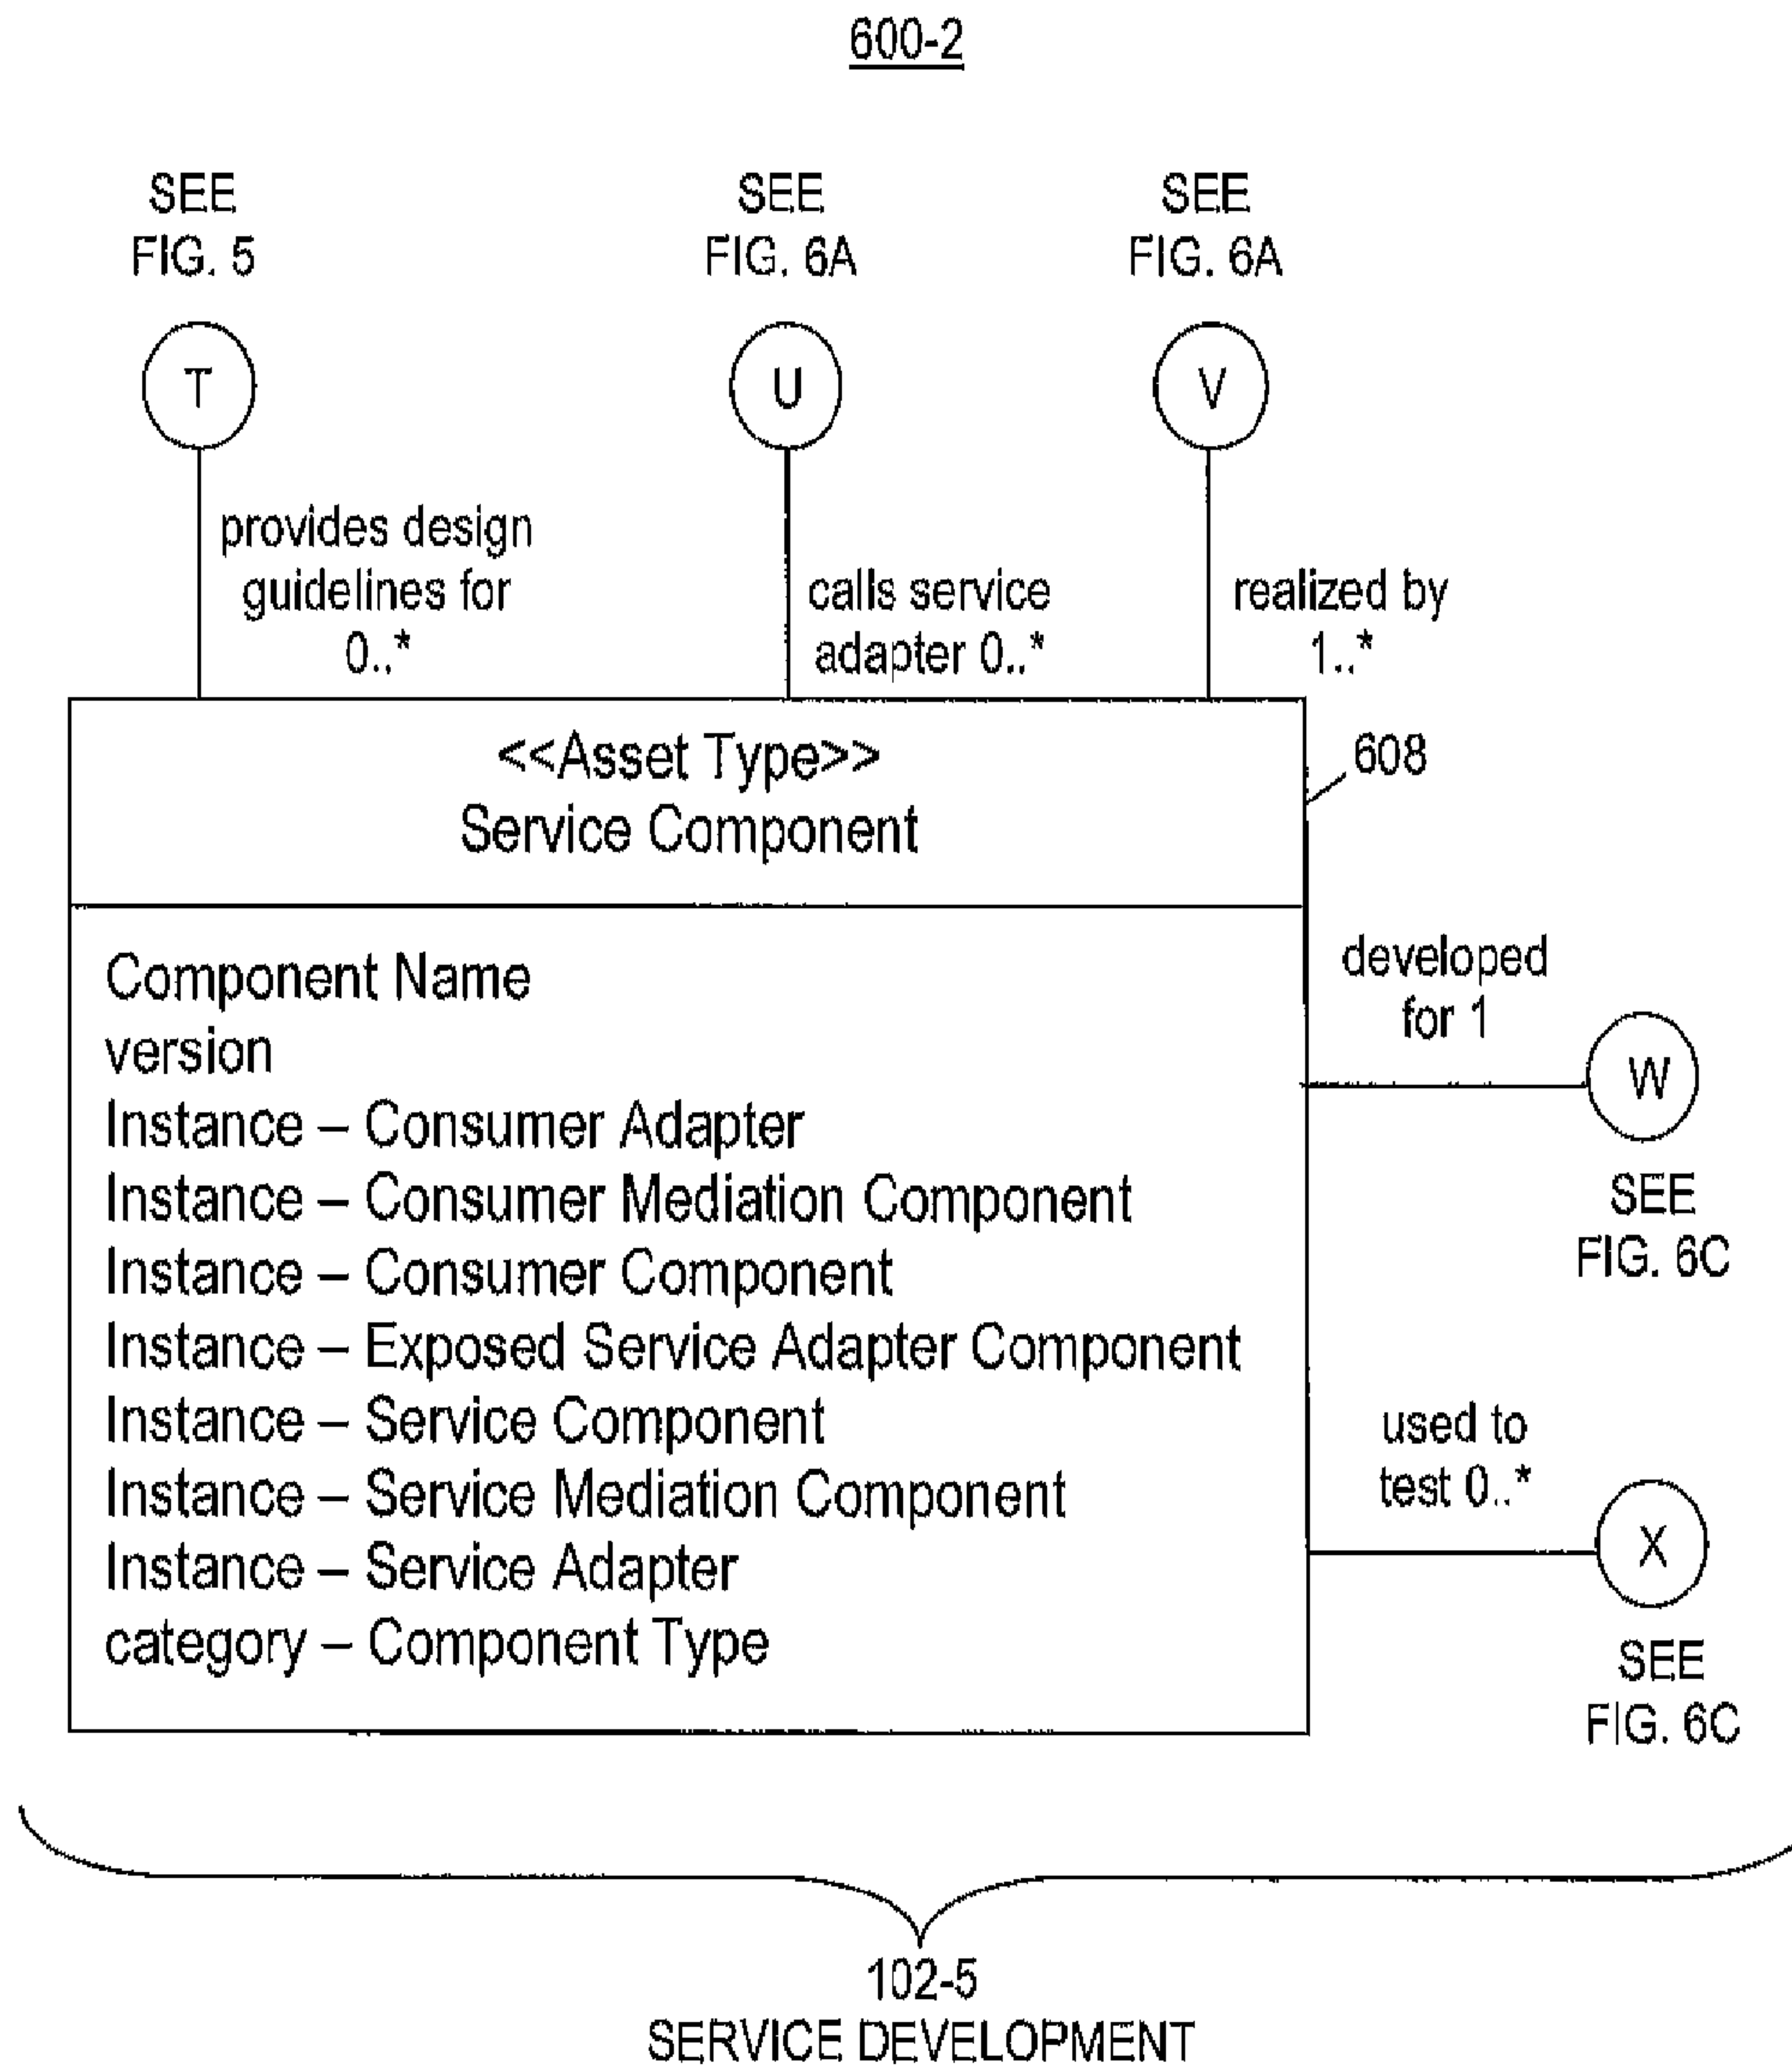 600-2
SEE
FIG. 5
SEE
FIG. 6A
SEE
FIG. 6A
T
U
V
provides design
guidelines for
0..*
calls service
adapter 0..*
realized by
1..*
<<Asset Type>>
Service Component
608
Component Name
version
Instance – Consumer Adapter
Instance – Consumer Mediation Component
Instance – Consumer Component
Instance – Exposed Service Adapter Component
Instance – Service Component
Instance – Service Mediation Component
Instance – Service Adapter
category – Component Type
developed
for 1
W
SEE
FIG. 6C
used to
test 0..*
X
SEE
FIG. 6C
102-5
SERVICE DEVELOPMENT